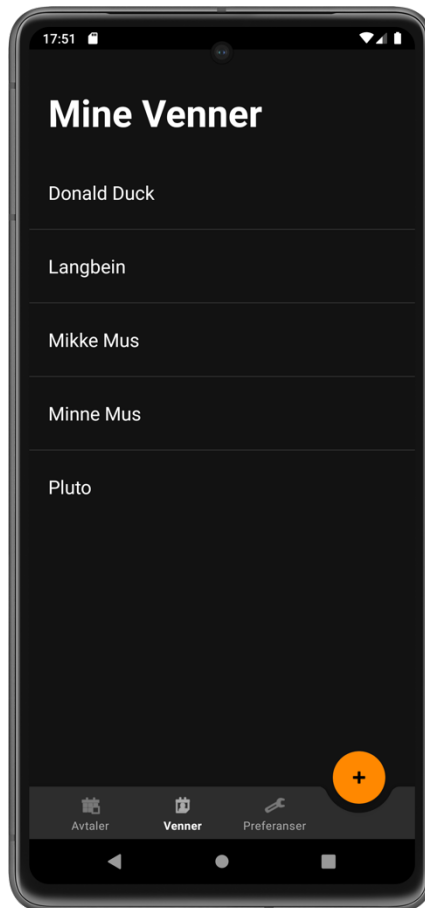 17:51
Mine Venner
Donald Duck
Langbein
Mikke Mus
Minne Mus
Pluto
+
Avtaler Venner Preferanser